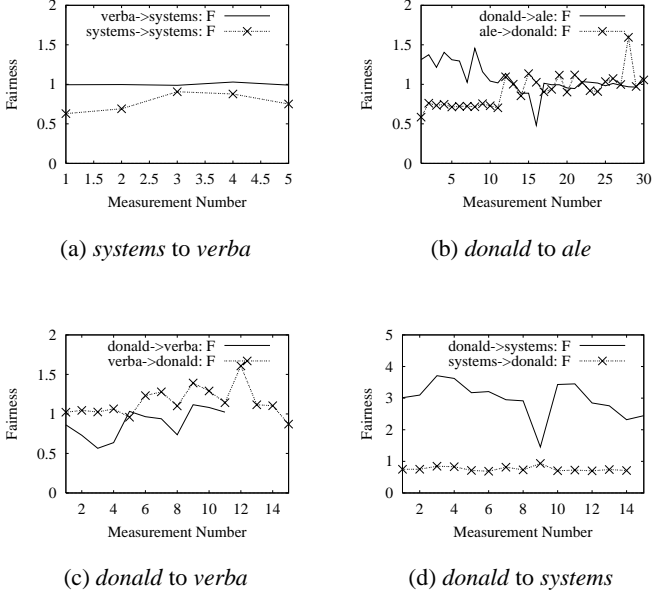 verba->systems: F
systems->systems: F
Fairness
2
1.5
1
0.5
0
1 1.5 2 2.5 3 3.5 4 4.5 5
Measurement Number
(a) systems to verba
donald->ale: F
ale->donald: F
Fairness
2
1.5
1
0.5
0
5 10 15 20 25 30
Measurement Number
(b) donald to ale
donald->verba: F
verba->donald: F
Fairness
2
1.5
1
0.5
0
2 4 6 8 10 12 14
Measurement Number
(c) donald to verba
donald->systems: F
systems->donald: F
Fairness
5
4
3
2
1
0
2 4 6 8 10 12 14
Measurement Number
(d) donald to systems